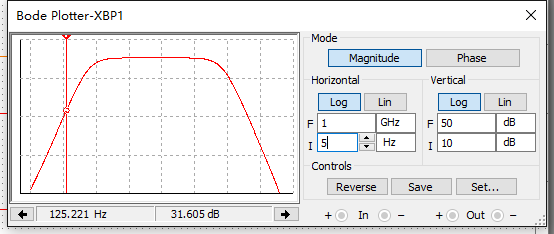 Bode Plotter-XBP1
Mode
Magnitude Phase
Horizontal Vertical
Log Lin Log Lin
F 1 GHz F 50 dB
I 5 Hz I 10 dB
Controls
Reverse Save Set...
125.221 Hz 31.605 dB
+ In − + Out −